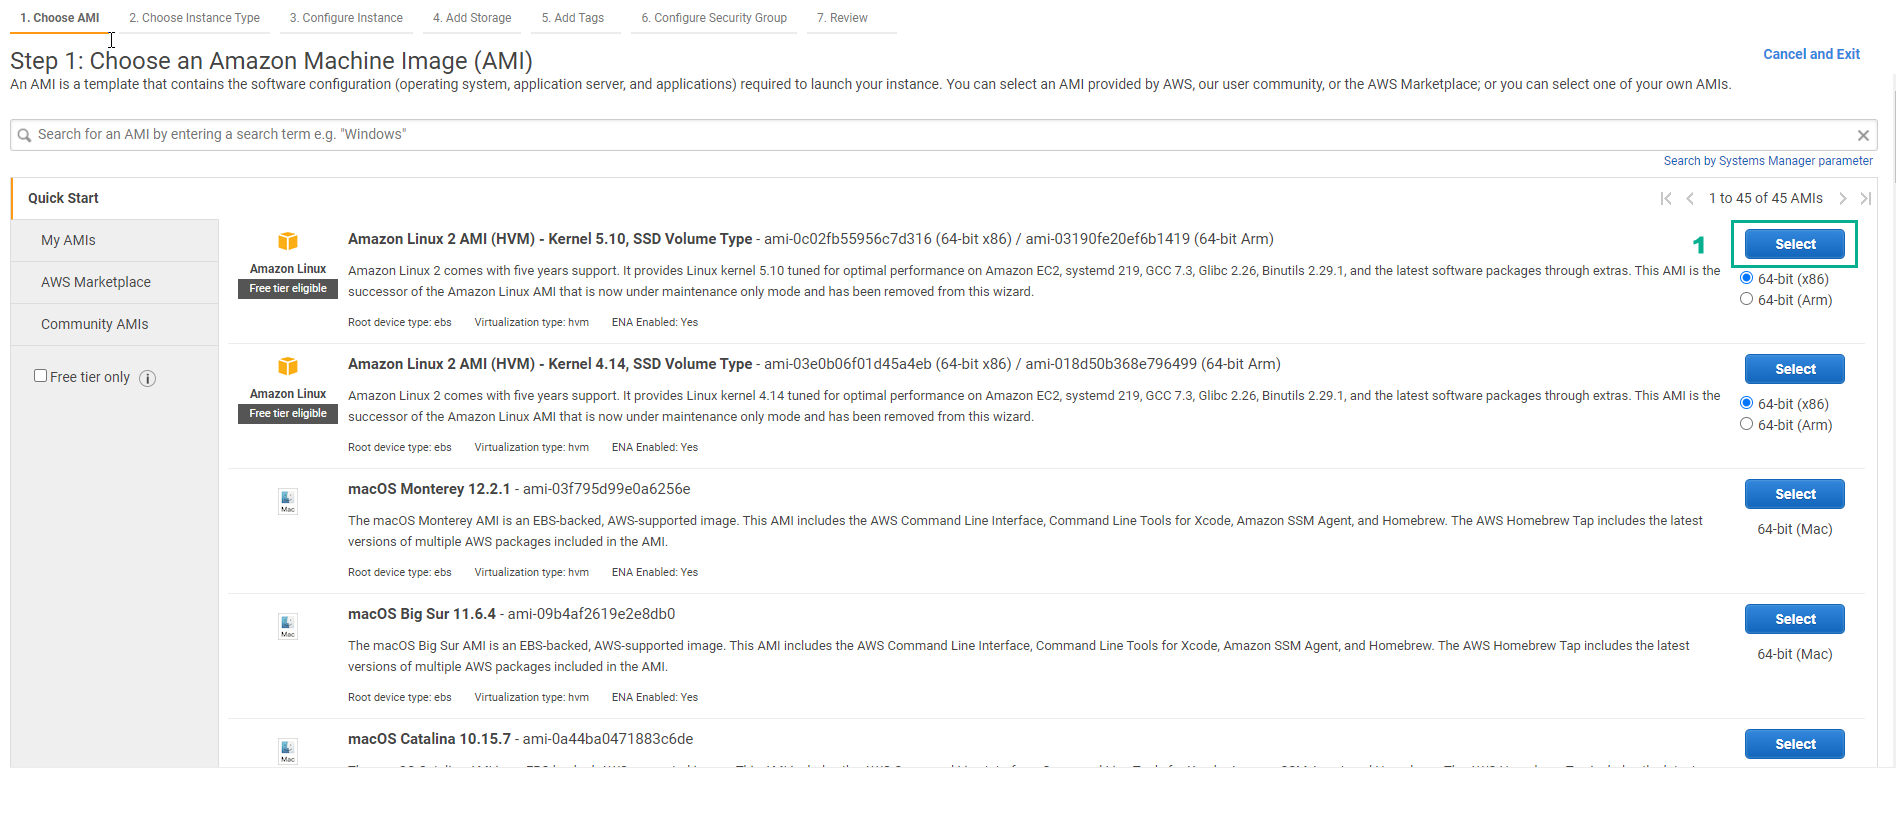 1. Choose AMI 2. Choose Instance Type 3. Configure Instance 4. Add Storage 5. Add Tags 6. Configure Security Group 7. Review
Step 1: Choose an Amazon Machine Image (AMI)
Cancel and Exit
An AMI is a template that contains the software configuration (operating system, application server, and applications) required to launch your instance. You can select an AMI provided by AWS, our user community, or the AWS Marketplace; or you can select one of your own AMIs.
Search for an AMI by entering a search term e.g. "Windows"
Search by Systems Manager parameter
Quick Start
1 to 45 of 45 AMIs
My AMIs
AWS Marketplace
Community AMIs
Free tier only
Amazon Linux
Free tier eligible
Amazon Linux 2 AMI (HVM) - Kernel 5.10, SSD Volume Type - ami-0c02fb55956c7d316 (64-bit x86) / ami-03190fe20ef6b1419 (64-bit Arm)
Amazon Linux 2 comes with five years support. It provides Linux kernel 5.10 tuned for optimal performance on Amazon EC2, systemd 219, GCC 7.3, Glibc 2.26, Binutils 2.29.1, and the latest software packages through extras. This AMI is the
successor of the Amazon Linux AMI that is now under maintenance only mode and has been removed from this wizard.
Root device type: ebs Virtualization type: hvm ENA Enabled: Yes
1
Select
64-bit (x86)
64-bit (Arm)
Amazon Linux
Free tier eligible
Amazon Linux 2 AMI (HVM) - Kernel 4.14, SSD Volume Type - ami-03e0b06f01d45a4eb (64-bit x86) / ami-018d50b368e796499 (64-bit Arm)
Amazon Linux 2 comes with five years support. It provides Linux kernel 4.14 tuned for optimal performance on Amazon EC2, systemd 219, GCC 7.3, Glibc 2.26, Binutils 2.29.1, and the latest software packages through extras. This AMI is the
successor of the Amazon Linux AMI that is now under maintenance only mode and has been removed from this wizard.
Root device type: ebs Virtualization type: hvm ENA Enabled: Yes
Select
64-bit (x86)
64-bit (Arm)
Mac
macOS Monterey 12.2.1 - ami-03f795d99e0a6256e
The macOS Monterey AMI is an EBS-backed, AWS-supported image. This AMI includes the AWS Command Line Interface, Command Line Tools for Xcode, Amazon SSM Agent, and Homebrew. The AWS Homebrew Tap includes the latest
versions of multiple AWS packages included in the AMI.
Root device type: ebs Virtualization type: hvm ENA Enabled: Yes
Select
64-bit (Mac)
Mac
macOS Big Sur 11.6.4 - ami-09b4af2619e2e8db0
The macOS Big Sur AMI is an EBS-backed, AWS-supported image. This AMI includes the AWS Command Line Interface, Command Line Tools for Xcode, Amazon SSM Agent, and Homebrew. The AWS Homebrew Tap includes the latest
versions of multiple AWS packages included in the AMI.
Root device type: ebs Virtualization type: hvm ENA Enabled: Yes
Select
64-bit (Mac)
Mac
macOS Catalina 10.15.7 - ami-0a44ba0471883c6de
Select